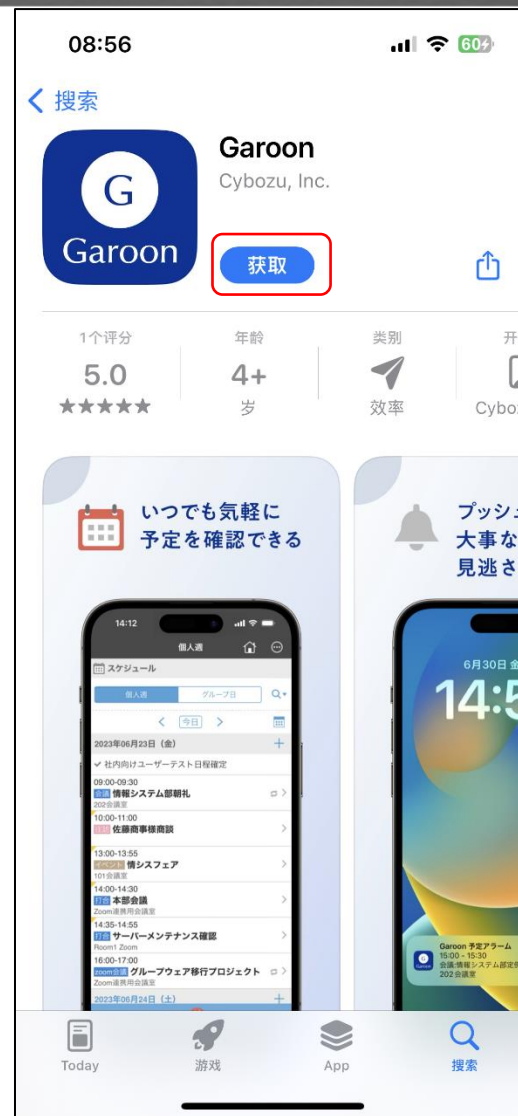 08:56
60
搜索
G
Garoon
Garoon
Cybozu, Inc.
获取
1个评分
年龄
类别
开
5.0
4+
岁
效率
Cyboz
いつでも気軽に
予定を確認できる
プッシュ
大事な
見逃さ
14:12
個人週
スケジュール
個人週
グループ日
今日
2023年06月23日（金）
社内向けユーザーテスト日程確定
09:00-09:30
会議 情報システム部朝礼
202会議室
10:00-11:00
佐藤商事様商談
13:00-13:55
イベント 情シスフェア
101会議室
14:00-14:30
打合 本部会議
Zoom連携用会議室
14:35-14:55
打合 サーバーメンテナンス確認
Room1 Zoom
16:00-17:00
zoom会議 グループウェア移行プロジェクト
Zoom連携用会議室
2023年06月24日（土）
6月30日 金
14:5
Garoon 予定アラーム
15:00 - 15:30
会議:情報システム部定例
202会議室
Today
游戏
App
搜索